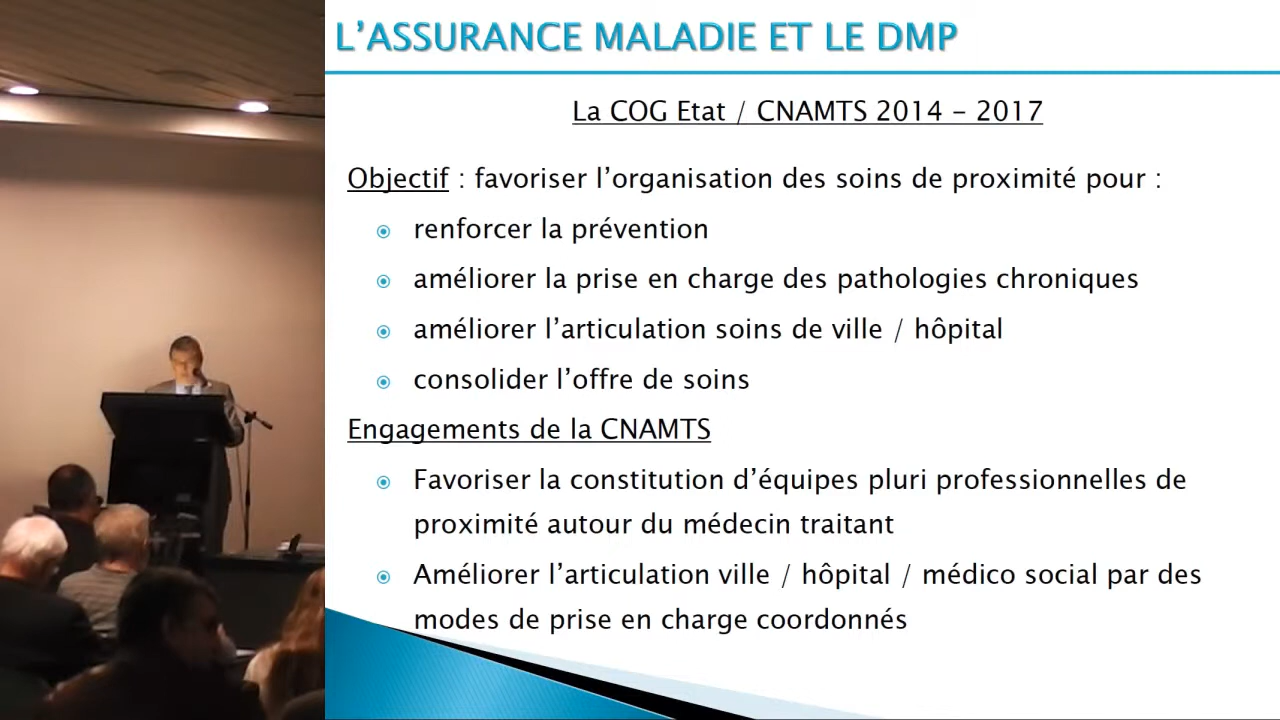 L'ASSURANCE MALADIE ET LE DMP
La COG Etat / CNAMTS 2014 – 2017
Objectif : favoriser l'organisation des soins de proximité pour :
renforcer la prévention
améliorer la prise en charge des pathologies chroniques
améliorer l'articulation soins de ville / hôpital
consolider l'offre de soins
Engagements de la CNAMTS
Favoriser la constitution d'équipes pluri professionnelles de
proximité autour du médecin traitant
Améliorer l'articulation ville / hôpital / médico social par des
modes de prise en charge coordonnés